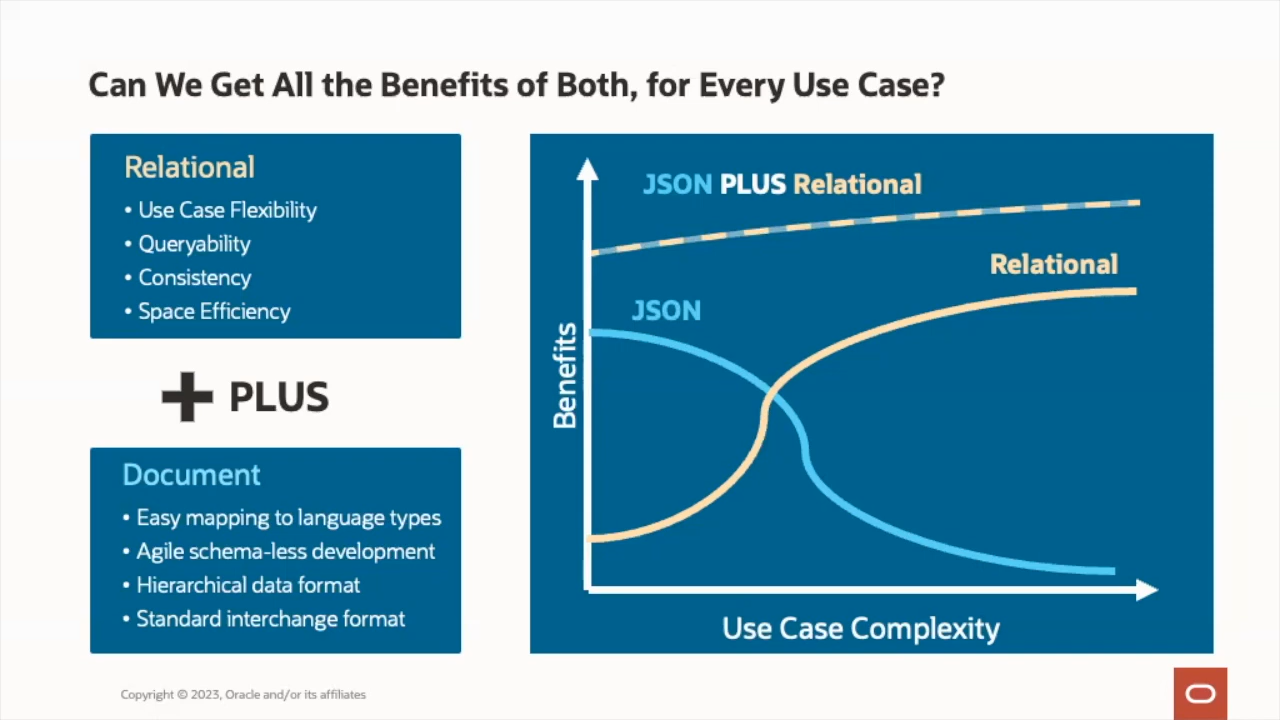 Can We Get All the Benefits of Both, for Every Use Case?
Relational
• Use Case Flexibility
• Queryability
• Consistency
• Space Efficiency
PLUS
Document
• Easy mapping to language types
• Agile schema-less development
• Hierarchical data format
• Standard interchange format
JSON PLUS Relational
Relational
JSON
Benefits
Use Case Complexity
Copyright © 2023, Oracle and/or its affiliates